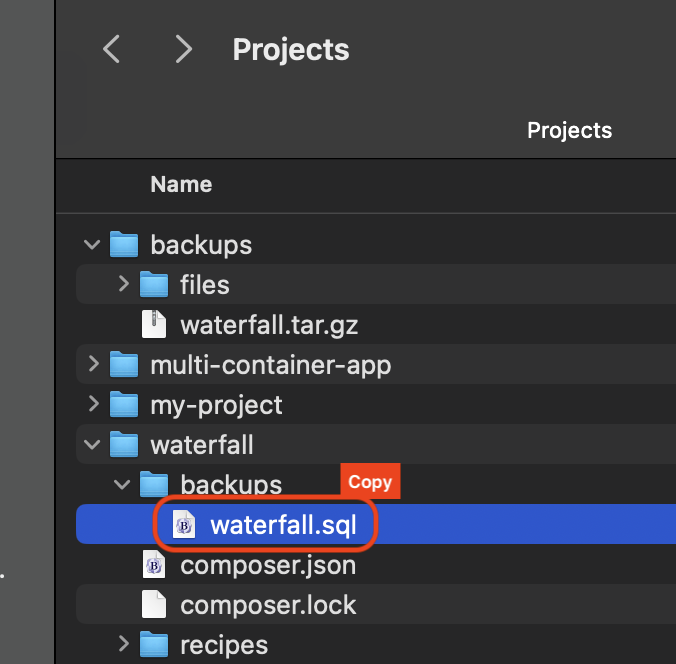 Projects
Projects
Name
backups
files
waterfall.tar.gz
multi-container-app
my-project
waterfall
backups
Copy
waterfall.sql
composer.json
composer.lock
recipes